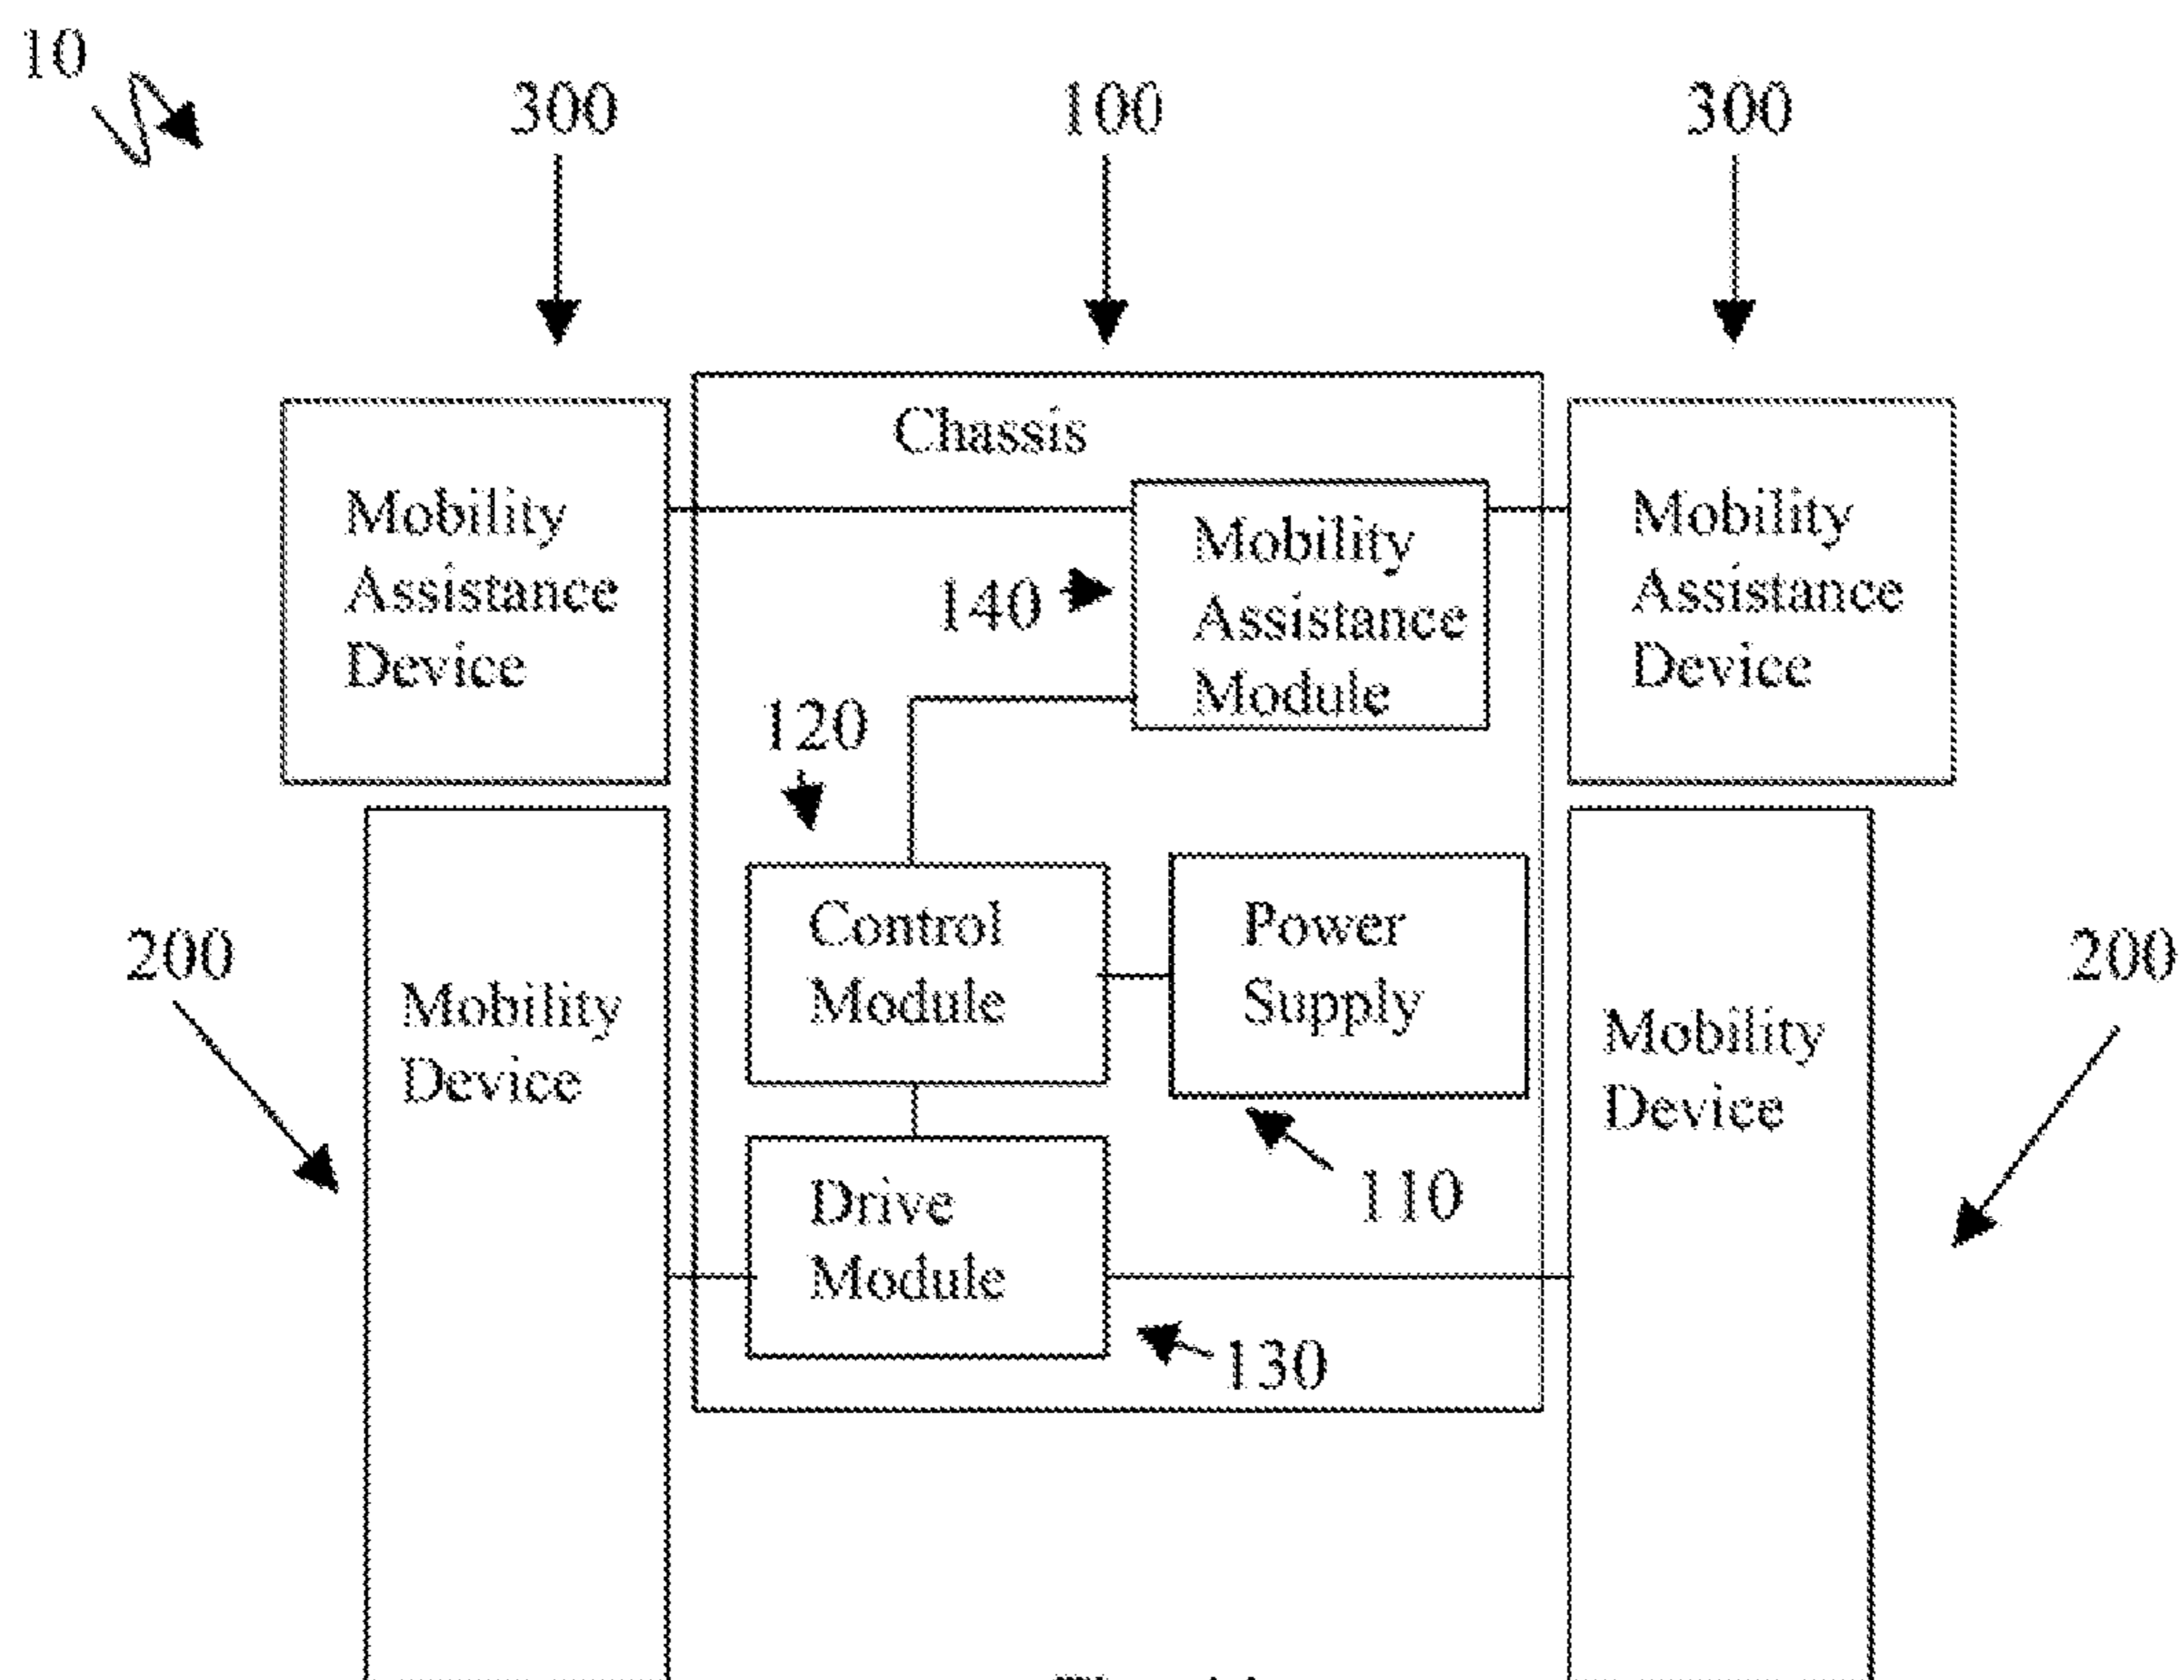 10
300
100
300
Chassis
Mobility
Assistance
Device
140
Mobility
Assistance
Module
Mobility
Assistance
Device
120
200
Mobility
Device
Control
Module
Power
Supply
110
Drive
Module
130
Mobility
Device
200